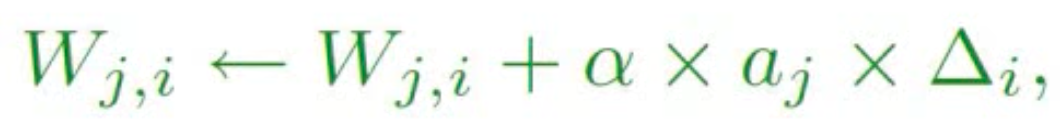 W_{j,i} ← W_{j,i} + α × a_j × Δ_i,